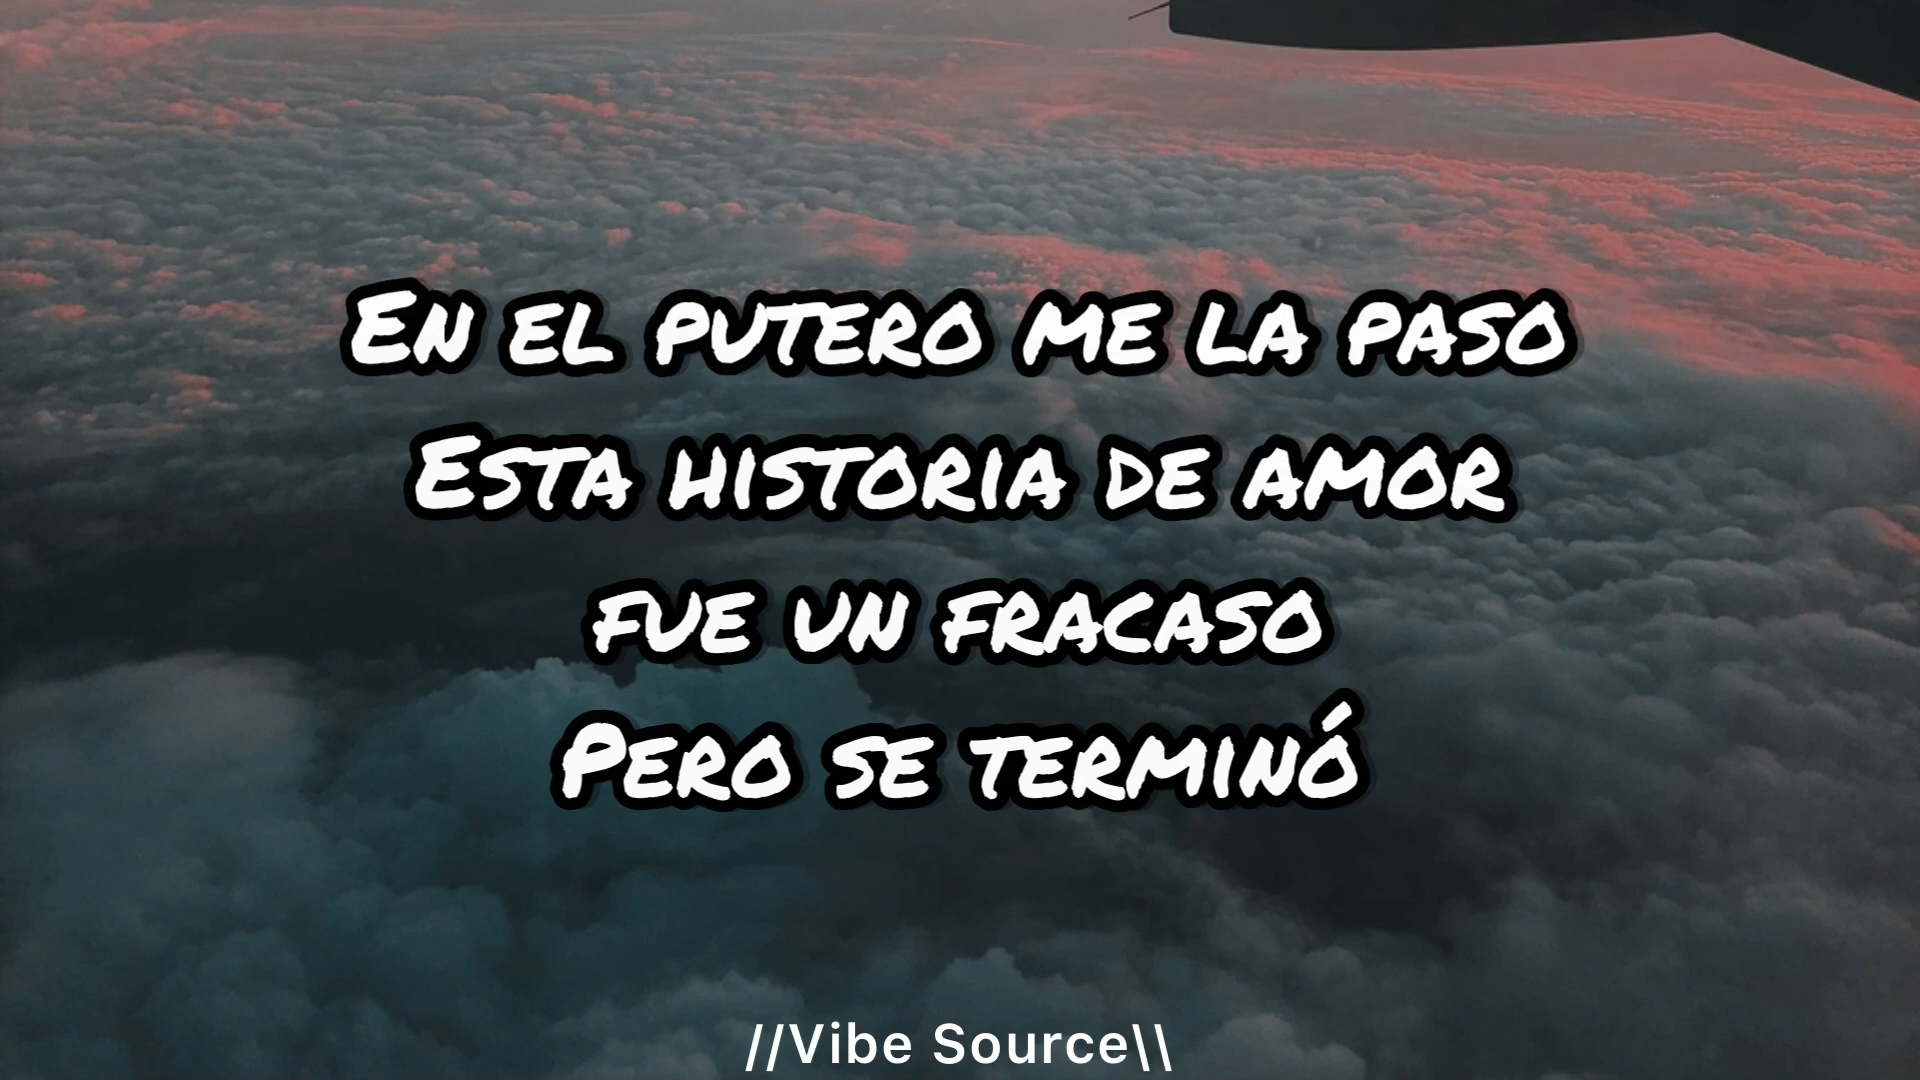 En el putero me la paso
Esta historia de amor
fue un fracaso
Pero se terminó
//Vibe Source\\